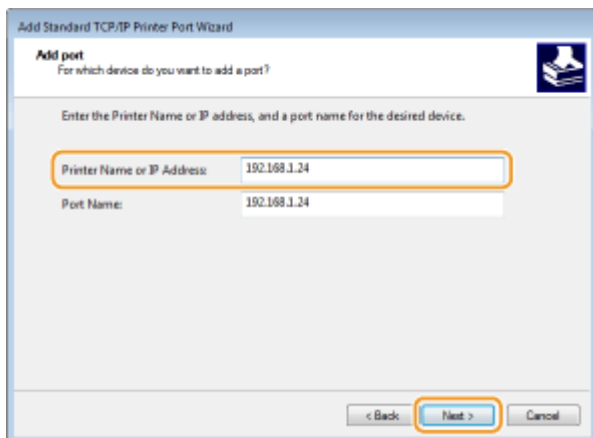 Add Standard TCP/IP Printer Port Wizard
Add port
For which device do you want to add a port?
Enter the Printer Name or IP address, and a port name for the desired device.
Printer Name or IP Address: 192.168.1.24
Port Name: 192.168.1.24
< Back Next > Cancel